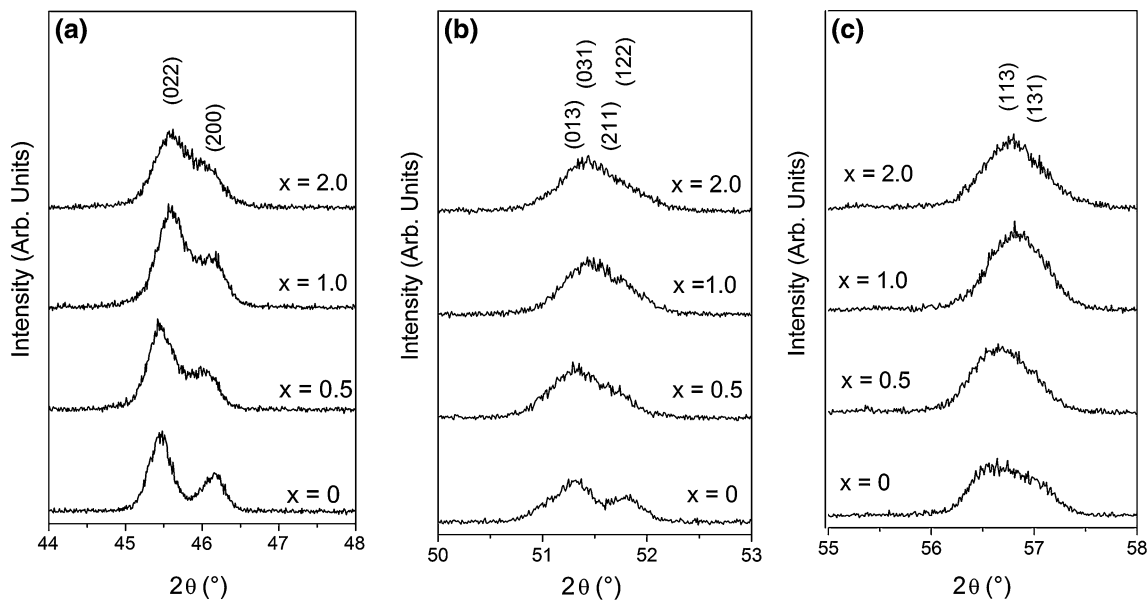 (a)
(022)
(200)
x = 2.0
x = 1.0
x = 0.5
x = 0
Intensity (Arb. Units)
44 45 46 47 48
2θ (°)
(b)
(031)
(122)
(013)
(211)
x = 2.0
x =1.0
x = 0.5
x = 0
Intensity (Arb. Units)
50 51 52 53
2θ (°)
(c)
(113)
(131)
x = 2.0
x = 1.0
x = 0.5
x = 0
Intensity (Arb. Units)
55 56 57 58
2θ (°)